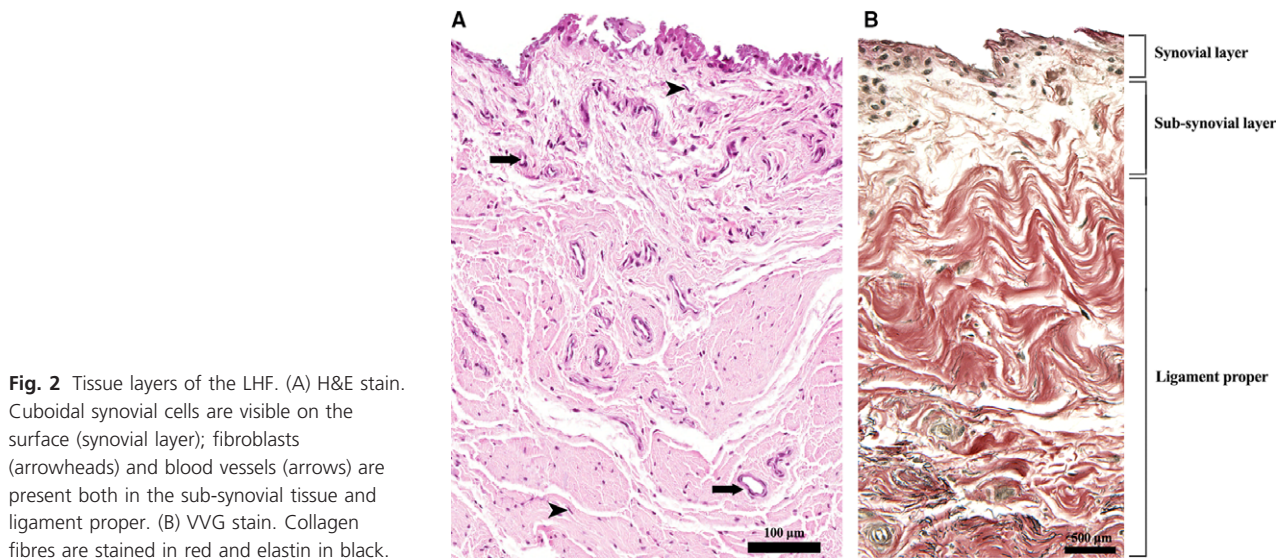 A
B
Synovial layer
Sub-synovial layer
Ligament proper
100 µm
500 µm
Fig. 2 Tissue layers of the LHF. (A) H&E stain.
Cuboidal synovial cells are visible on the
surface (synovial layer); fibroblasts
(arrowheads) and blood vessels (arrows) are
present both in the sub-synovial tissue and
ligament proper. (B) VVG stain. Collagen
fibres are stained in red and elastin in black.